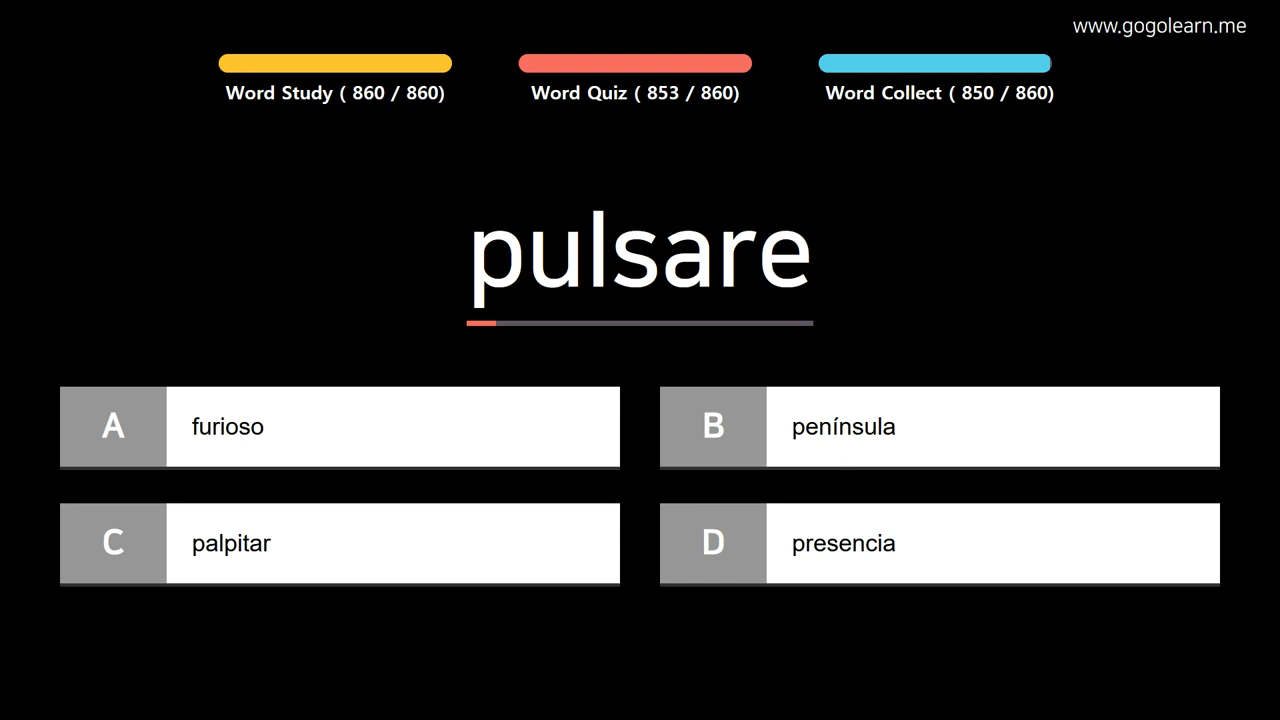 www.gogolearn.me
Word Study ( 860 / 860)
Word Quiz ( 853 / 860)
Word Collect ( 850 / 860)
pulsare
A furioso
B península
C palpitar
D presencia